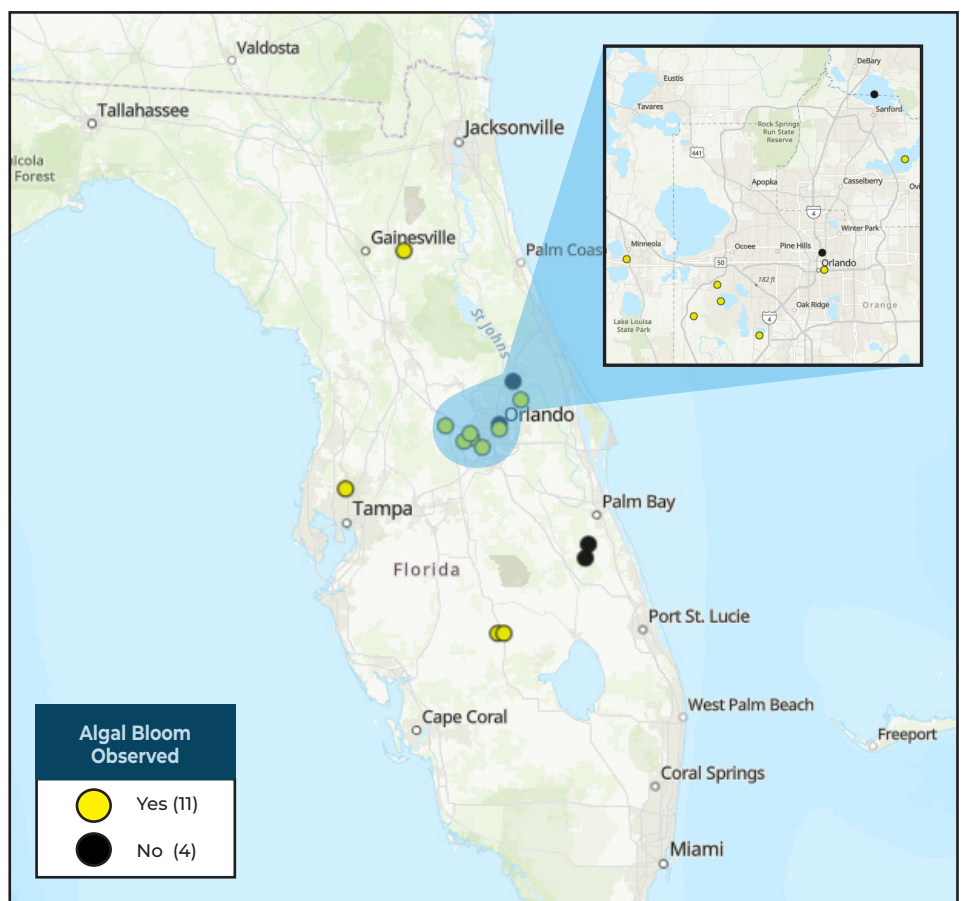 Valdosta
Tallahassee
Jacksonville
nicola
Forest
Gainesville
Palm Coas
St Johns
Orlando
Tampa
Palm Bay
Florida
Port St. Lucie
Cape Coral
West Palm Beach
Freeport
Coral Springs
Miami
DeBary
Eustis
Tavares
Sanford
Rock Springs
Run State
Reserve
441
Apopka
Casselberry
Ovi
4
Winter Park
Minneola
Ocoee
Pine Hills
50
Orlando
182 ft
Oak Ridge
Orange
4
Lake Louisa
State Park
Algal Bloom
Observed
Yes (11)
No (4)